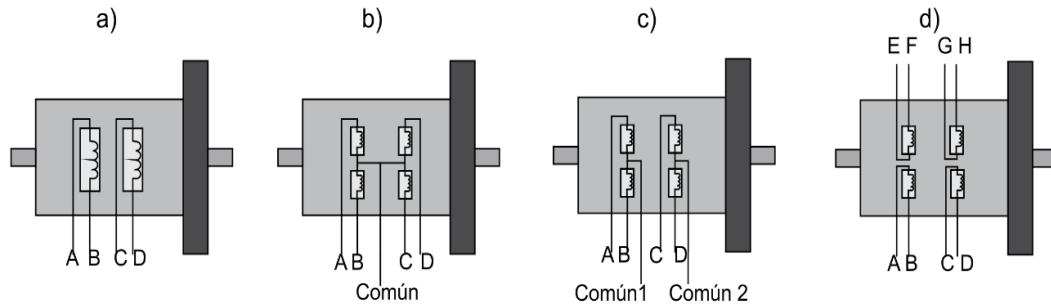 a)
b)
c)
d)
E F G H
A B C D
A B C D
Común
A B C D
Común1 Común 2
A B C D